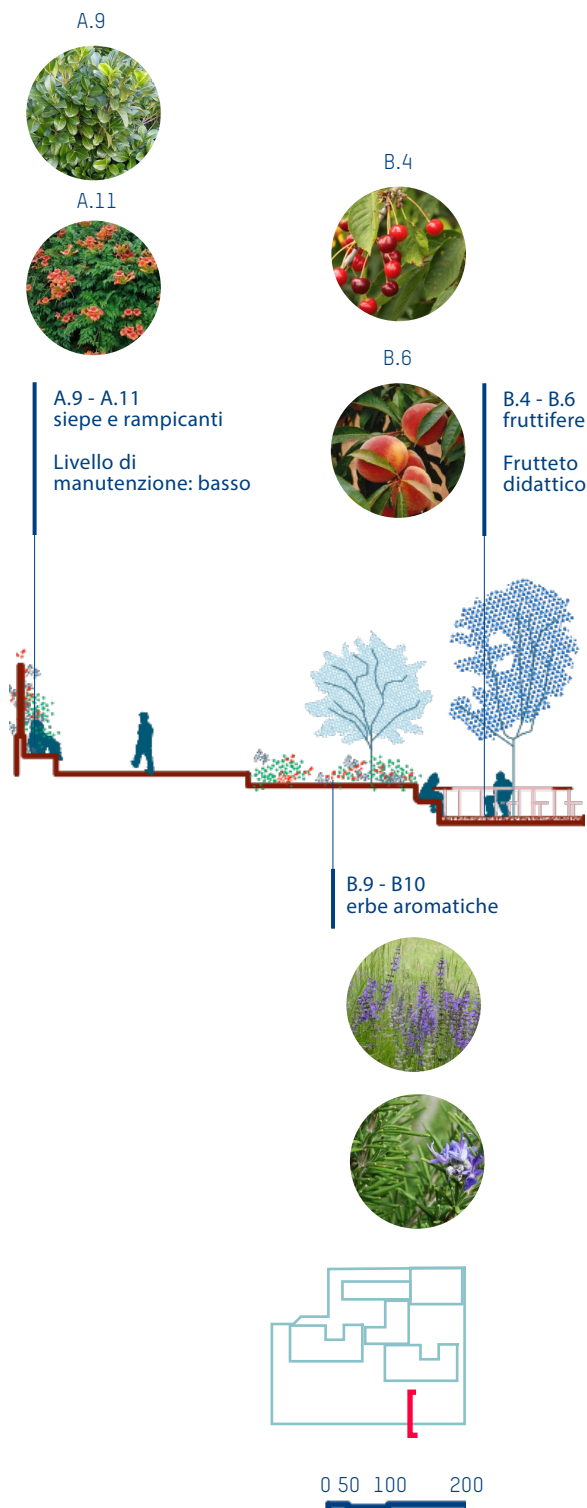 A.9
A.11
B.4
B.6
A.9 - A.11
siepe e rampicanti
Livello di
manutenzione: basso
B.4 - B.6
fruttifere
Frutteto
didattico
B.9 - B10
erbe aromatiche
0 50 100 200